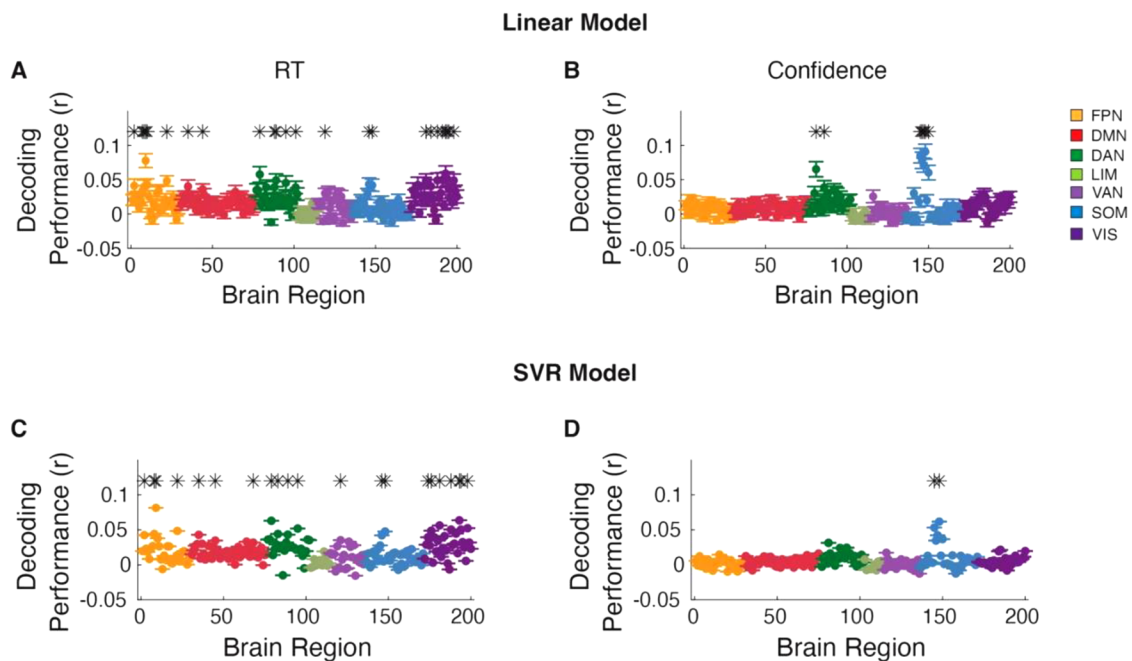 Linear Model
A
RT
Decoding
Performance (r)
0.1
0.05
0
-0.05
0
50
100
150
200
Brain Region
B
Confidence
Decoding
Performance (r)
0.1
0.05
0
-0.05
0
50
100
150
200
Brain Region
FPN
DMN
DAN
LIM
VAN
SOM
VIS
SVR Model
C
Decoding
Performance (r)
0.1
0.05
0
-0.05
0
50
100
150
200
Brain Region
D
Decoding
Performance (r)
0.1
0.05
0
-0.05
0
50
100
150
200
Brain Region